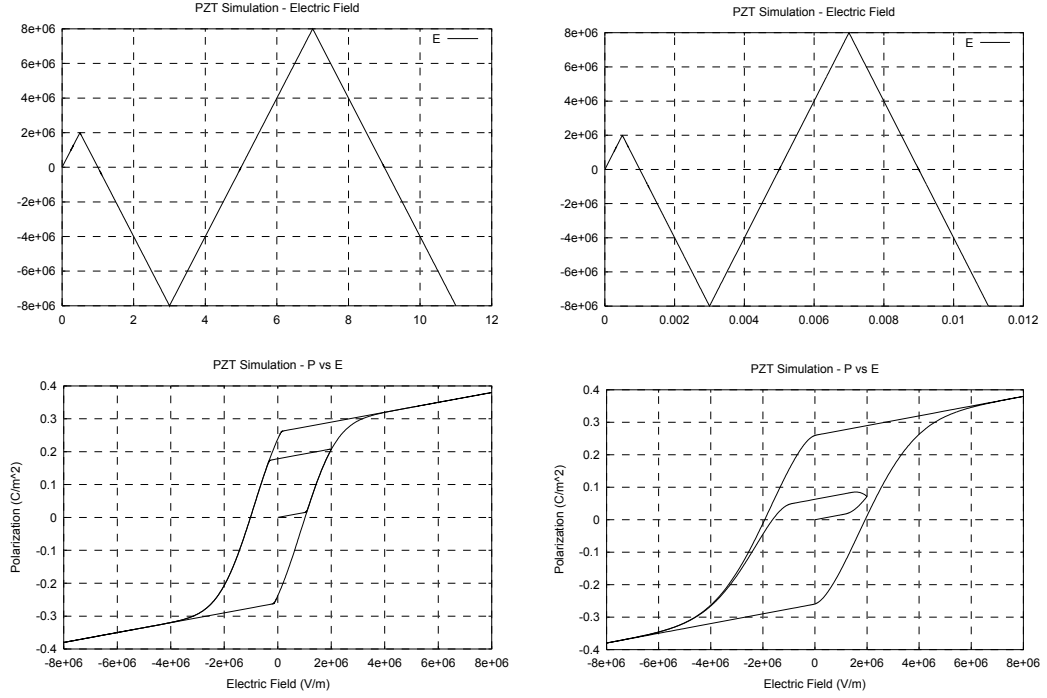 PZT Simulation - Electric Field
E
8e+06
6e+06
4e+06
2e+06
0
-2e+06
-4e+06
-6e+06
-8e+06
0 2 4 6 8 10 12
PZT Simulation - Electric Field
E
8e+06
6e+06
4e+06
2e+06
0
-2e+06
-4e+06
-6e+06
-8e+06
0 0.002 0.004 0.006 0.008 0.01 0.012
PZT Simulation - P vs E
Polarization (C/m^2)
0.4
0.3
0.2
0.1
0
-0.1
-0.2
-0.3
-0.4
-8e+06 -6e+06 -4e+06 -2e+06 0 2e+06 4e+06 6e+06 8e+06
Electric Field (V/m)
PZT Simulation - P vs E
Polarization (C/m^2)
0.4
0.3
0.2
0.1
0
-0.1
-0.2
-0.3
-0.4
-8e+06 -6e+06 -4e+06 -2e+06 0 2e+06 4e+06 6e+06 8e+06
Electric Field (V/m)